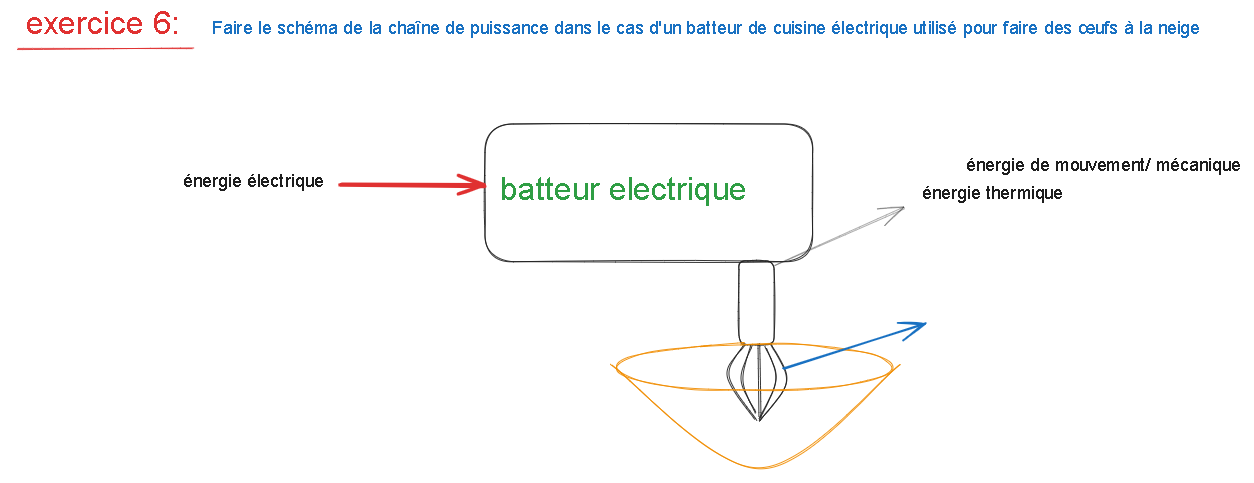 exercice 6:
Faire le schéma de la chaîne de puissance dans le cas d'un batteur de cuisine électrique utilisé pour faire des œufs à la neige
énergie électrique
batteur electrique
énergie de mouvement/ mécanique
énergie thermique